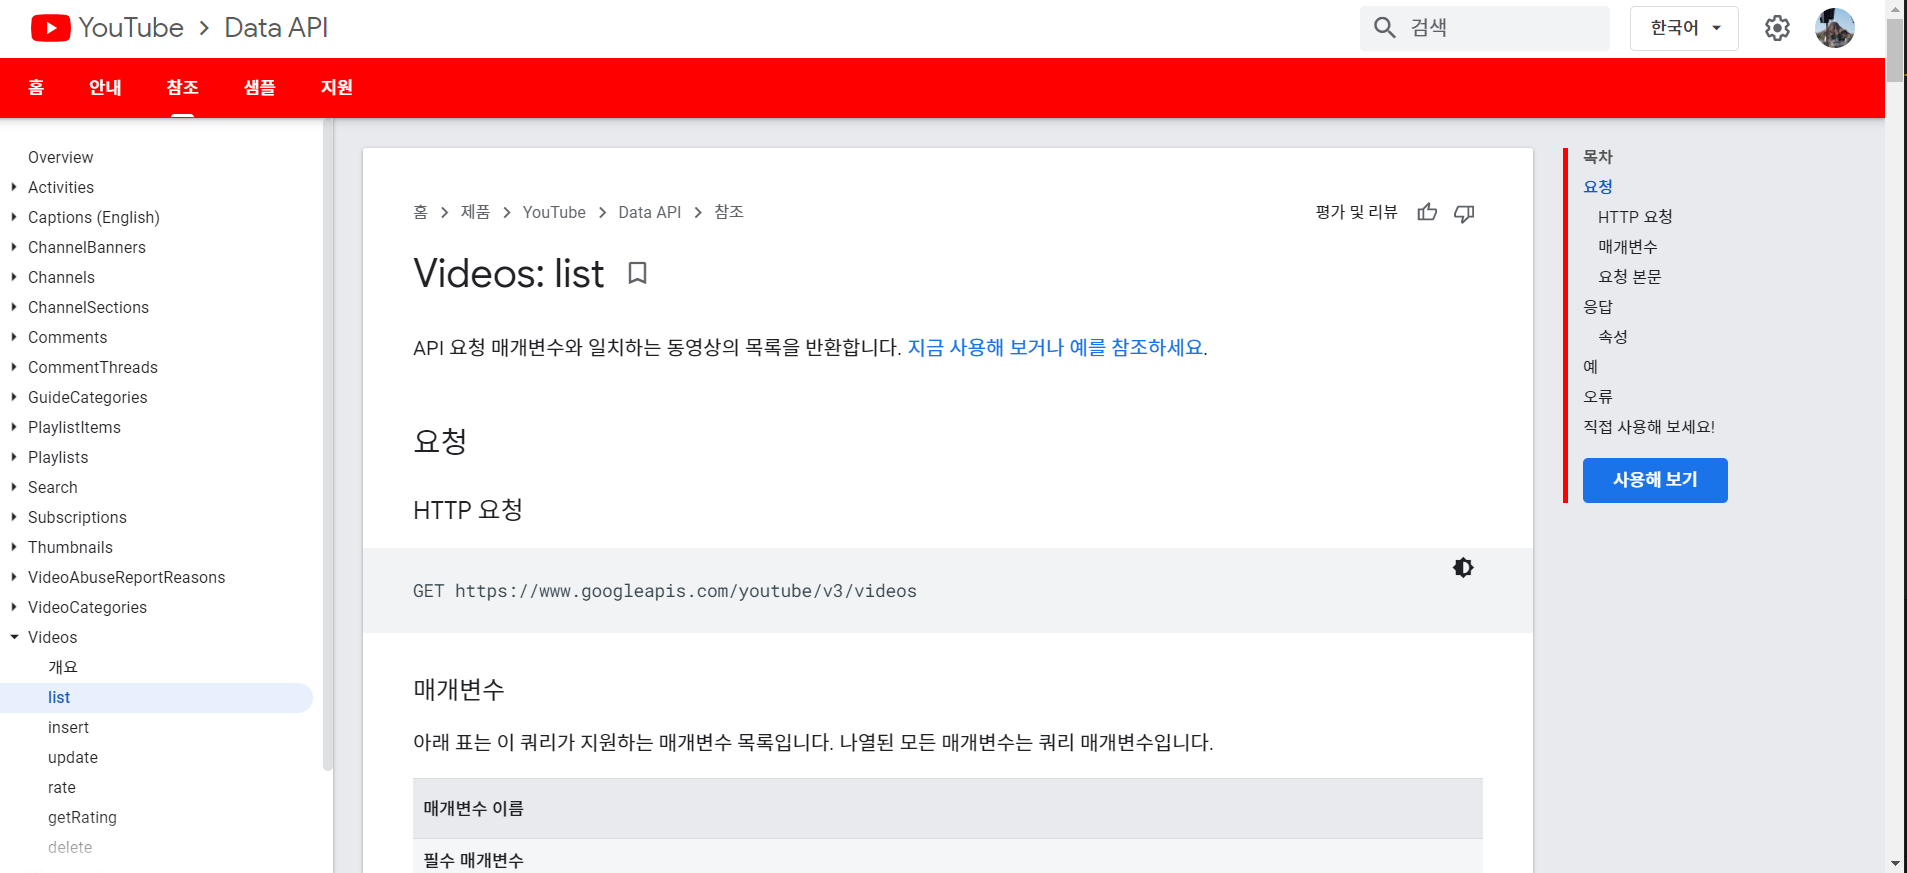 YouTube > Data API
검색
한국어
홈 안내 참조 샘플 지원
Overview
Activities
Captions (English)
ChannelBanners
Channels
ChannelSections
Comments
CommentThreads
GuideCategories
PlaylistItems
Playlists
Search
Subscriptions
Thumbnails
VideoAbuseReportReasons
VideoCategories
Videos
개요
list
insert
update
rate
getRating
delete
홈 > 제품 > YouTube > Data API > 참조
평가 및 리뷰
Videos: list
API 요청 매개변수와 일치하는 동영상의 목록을 반환합니다. 지금 사용해 보거나 예를 참조하세요.
요청
HTTP 요청
GET https://www.googleapis.com/youtube/v3/videos
매개변수
아래 표는 이 쿼리가 지원하는 매개변수 목록입니다. 나열된 모든 매개변수는 쿼리 매개변수입니다.
매개변수 이름
필수 매개변수
목차
요청
HTTP 요청
매개변수
요청 본문
응답
속성
예
오류
직접 사용해 보세요!
사용해 보기